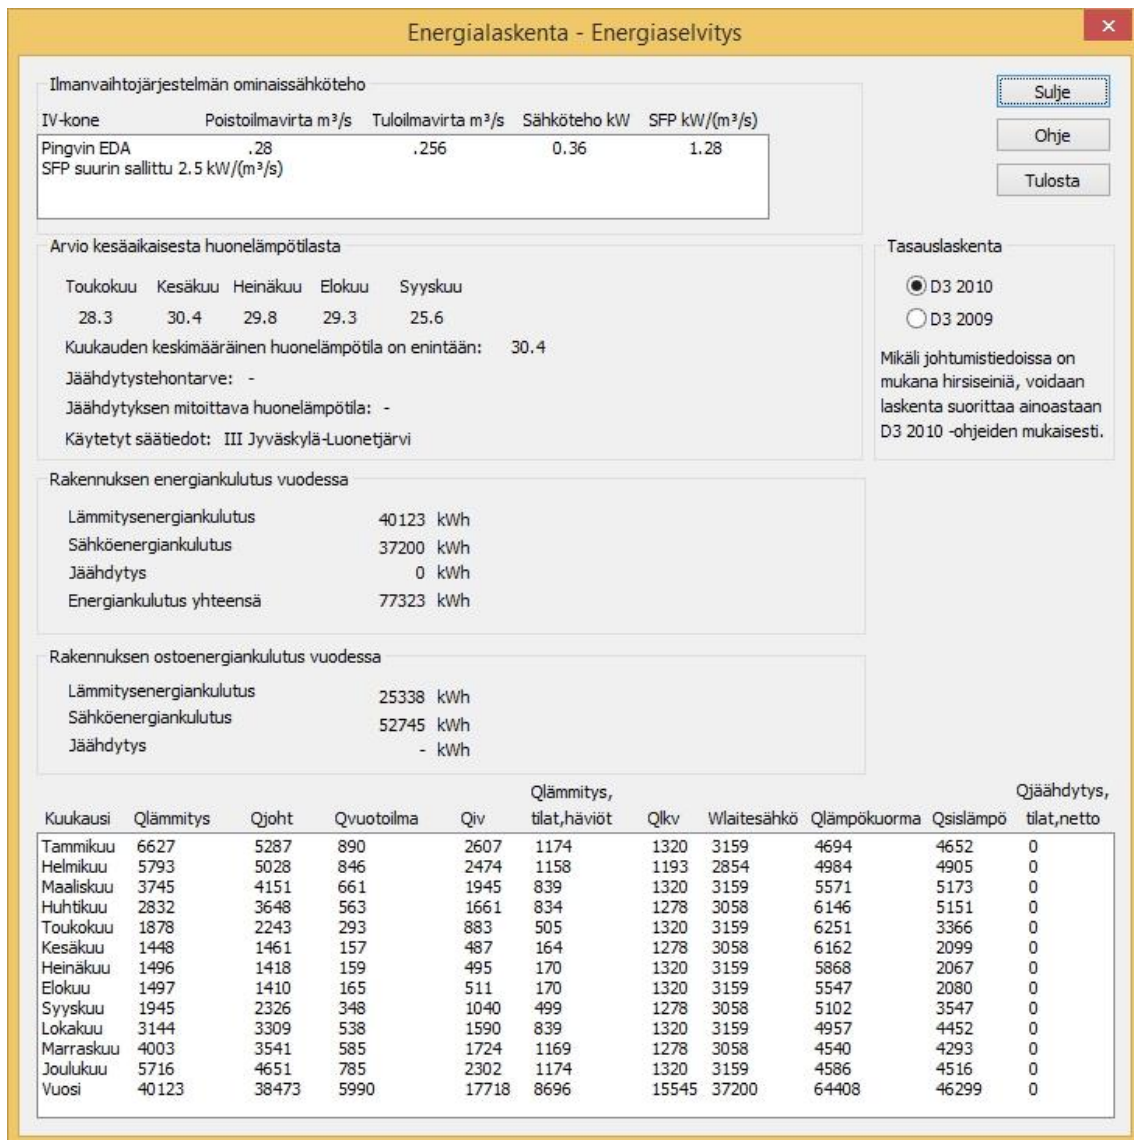 Energialaskenta - Energiaselvitys
Ilmanvaihtojärjestelmän ominaissähköteho
IV-kone Poistoilmavirta m³/s Tuloilmavirta m³/s Sähköteho kW SFP kW/(m³/s)
Pingvin EDA .28 .256 0.36 1.28
SFP suurin sallittu 2.5 kW/(m³/s)
Sulje
Ohje
Tulosta
Arvio kesäaikaisesta huonelämpötilasta
Toukokuu Kesäkuu Heinäkuu Elokuu Syyskuu
28.3 30.4 29.8 29.3 25.6
Kuukauden keskimääräinen huonelämpötila on enintään: 30.4
Jäähdytystehontarve: -
Jäähdytyksen mitoittava huonelämpötila: -
Käytetyt säätiedot: III Jyväskylä-Luonetjärvi
Tasauslaskenta
D3 2010
D3 2009
Mikäli johtumistiedoissa on
mukana hirsiseiniä, voidaan
laskenta suorittaa ainoastaan
D3 2010 -ohjeiden mukaisesti.
Rakennuksen energiankulutus vuodessa
Lämmitysenergiankulutus 40123 kWh
Sähköenergiankulutus 37200 kWh
Jäähdytys 0 kWh
Energiankulutus yhteensä 77323 kWh
Rakennuksen ostoenergiankulutus vuodessa
Lämmitysenergiankulutus 25338 kWh
Sähköenergiankulutus 52745 kWh
Jäähdytys - kWh
Qlämmitys, Qjäähdytys,
Kuukausi Qlämmitys Qjoht Qvuotoilma Qiv tilat,häviöt Qlkv Wlaitesähkö Qlämpökuorma Qsislämpö tilat,netto
Tammikuu 6627 5287 890 2607 1174 1320 3159 4694 4652 0
Helmikuu 5793 5028 846 2474 1158 1193 2854 4984 4905 0
Maaliskuu 3745 4151 661 1945 839 1320 3159 5571 5173 0
Huhtikuu 2832 3648 563 1661 834 1278 3058 6146 5151 0
Toukokuu 1878 2243 293 883 505 1320 3159 6251 3366 0
Kesäkuu 1448 1461 157 487 164 1278 3058 6162 2099 0
Heinäkuu 1496 1418 159 495 170 1320 3159 5868 2067 0
Elokuu 1497 1410 165 511 170 1320 3159 5547 2080 0
Syyskuu 1945 2326 348 1040 499 1278 3058 5102 3547 0
Lokakuu 3144 3309 538 1590 839 1320 3159 4957 4452 0
Marraskuu 4003 3541 585 1724 1169 1278 3058 4540 4293 0
Joulukuu 5716 4651 785 2302 1174 1320 3159 4586 4516 0
Vuosi 40123 38473 5990 17718 8696 15545 37200 64408 46299 0